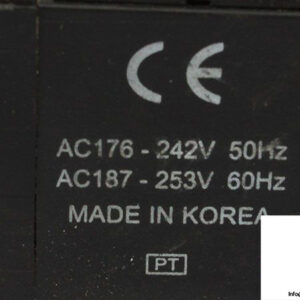 CE
AC176 - 242V 50Hz
AC187 - 253V 60Hz
MADE IN KOREA
PT